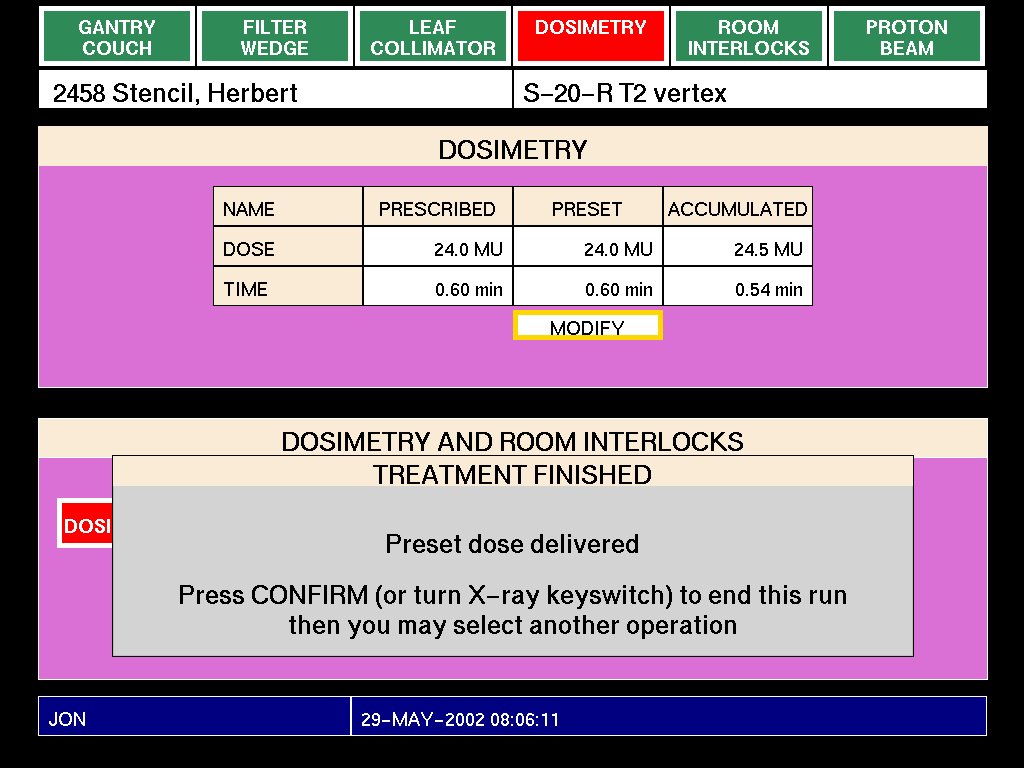 GANTRY COUCH
FILTER WEDGE
LEAF COLLIMATOR
DOSIMETRY
ROOM INTERLOCKS
PROTON BEAM
2458 Stencil, Herbert
S-20-R T2 vertex
DOSIMETRY
NAME PRESCRIBED PRESET ACCUMULATED
DOSE 24.0 MU 24.0 MU 24.5 MU
TIME 0.60 min 0.60 min 0.54 min
MODIFY
DOSIMETRY AND ROOM INTERLOCKS
TREATMENT FINISHED
DOSI
Preset dose delivered
Press CONFIRM (or turn X-ray keyswitch) to end this run
then you may select another operation
JON
29-MAY-2002 08:06:11